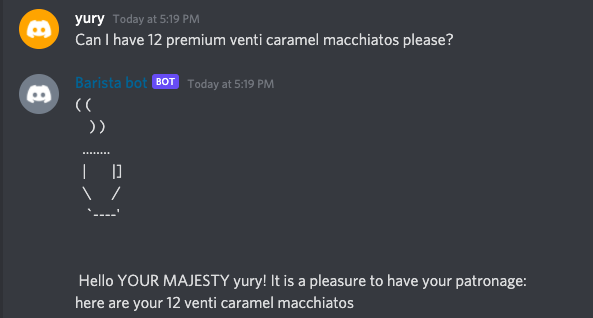 yury Today at 5:19 PM
Can I have 12 premium venti caramel macchiatos please?
Barista bot BOT Today at 5:19 PM
( (
   ) )
 ........
 |      |]
 \     /
  `----'
Hello YOUR MAJESTY yury! It is a pleasure to have your patronage:
here are your 12 venti caramel macchiatos